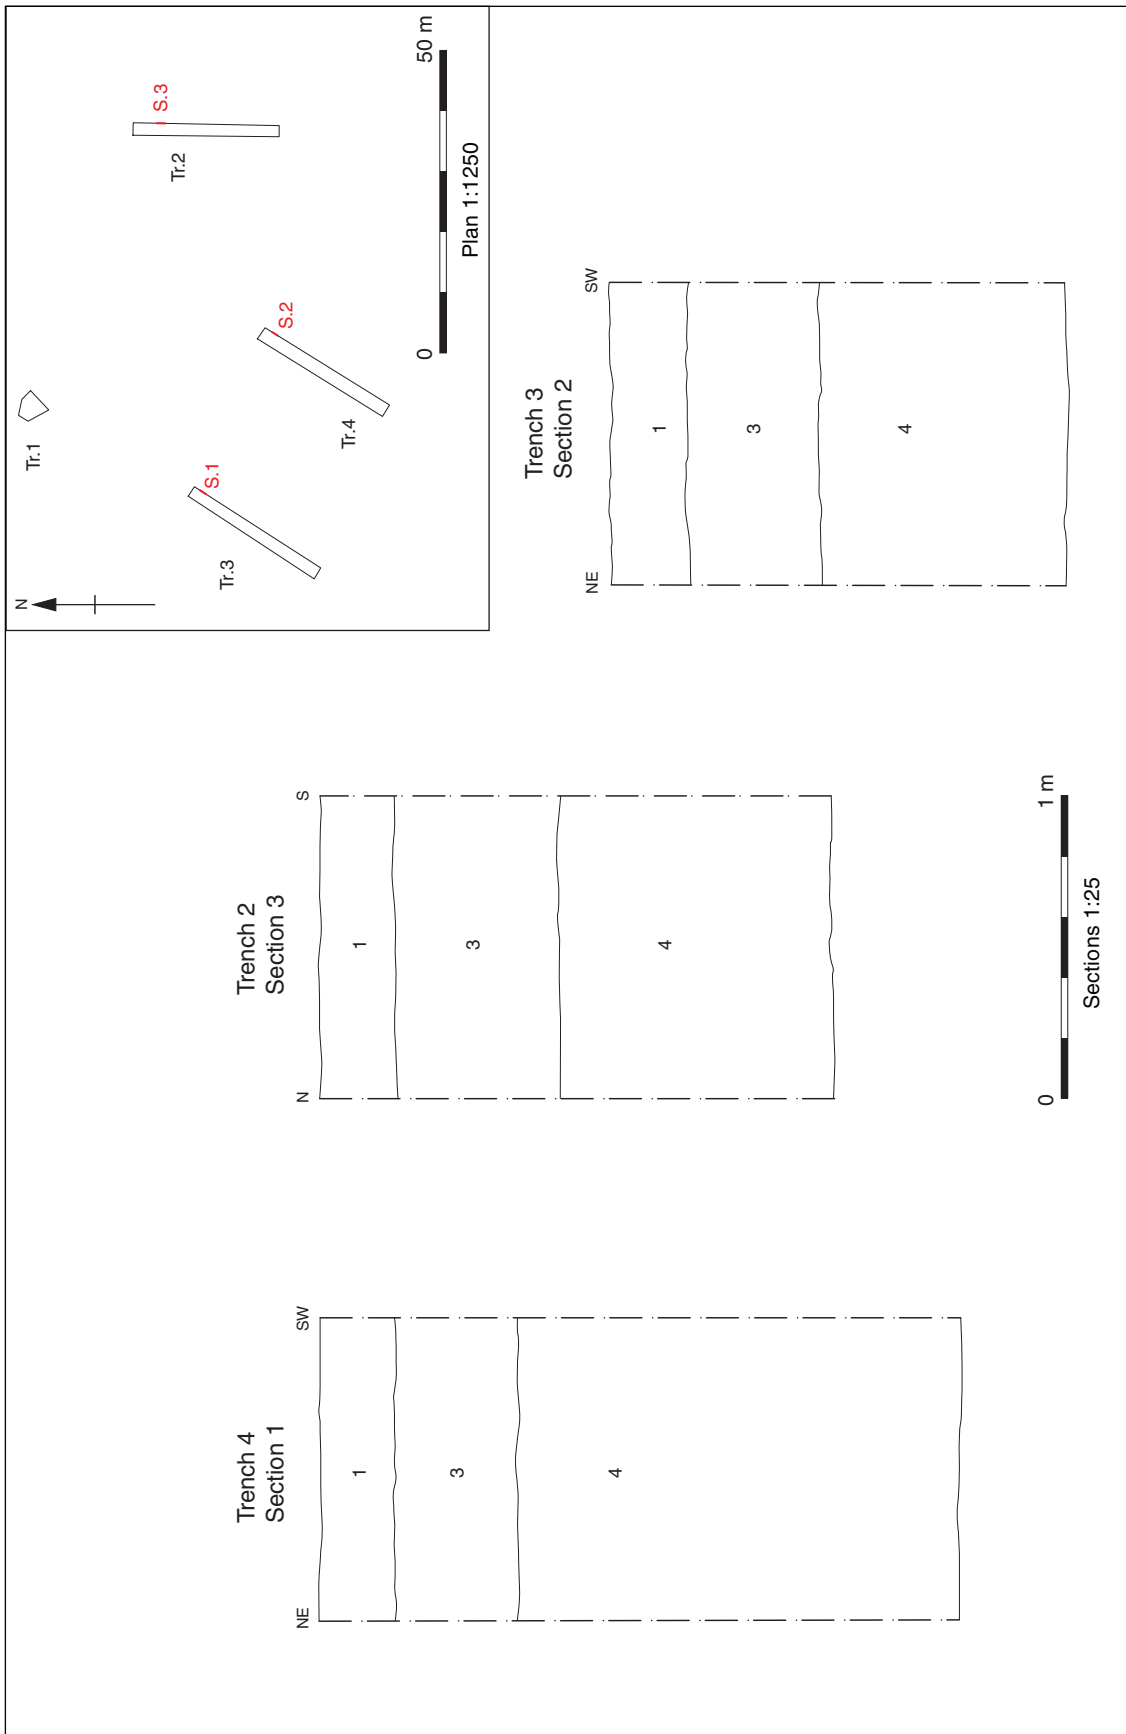 N
Tr.1
Tr.3
S.1
Tr.4
S.2
Tr.2
S.3
0
50 m
Plan 1:1250
Trench 4
Section 1
NE
SW
1
3
4
Trench 2
Section 3
N
S
1
3
4
Trench 3
Section 2
NE
SW
1
3
4
0
1 m
Sections 1:25